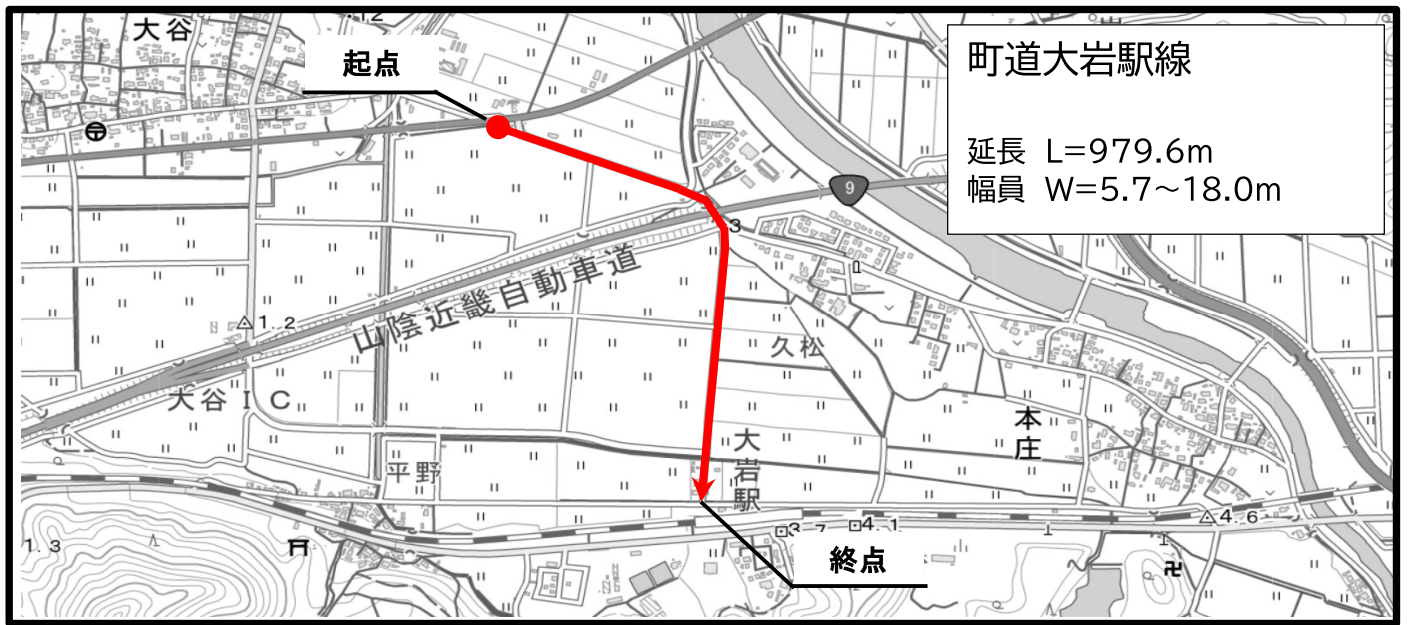 ・12
大谷
起点
町道大岩駅線
延長 L=979.6m
幅員 W=5.7～18.0m
9
3
山陰近畿自動車道
1.2
久松
大谷IC
本庄
大岩駅
平野
4.6
3.7
4.1
1.3
終点